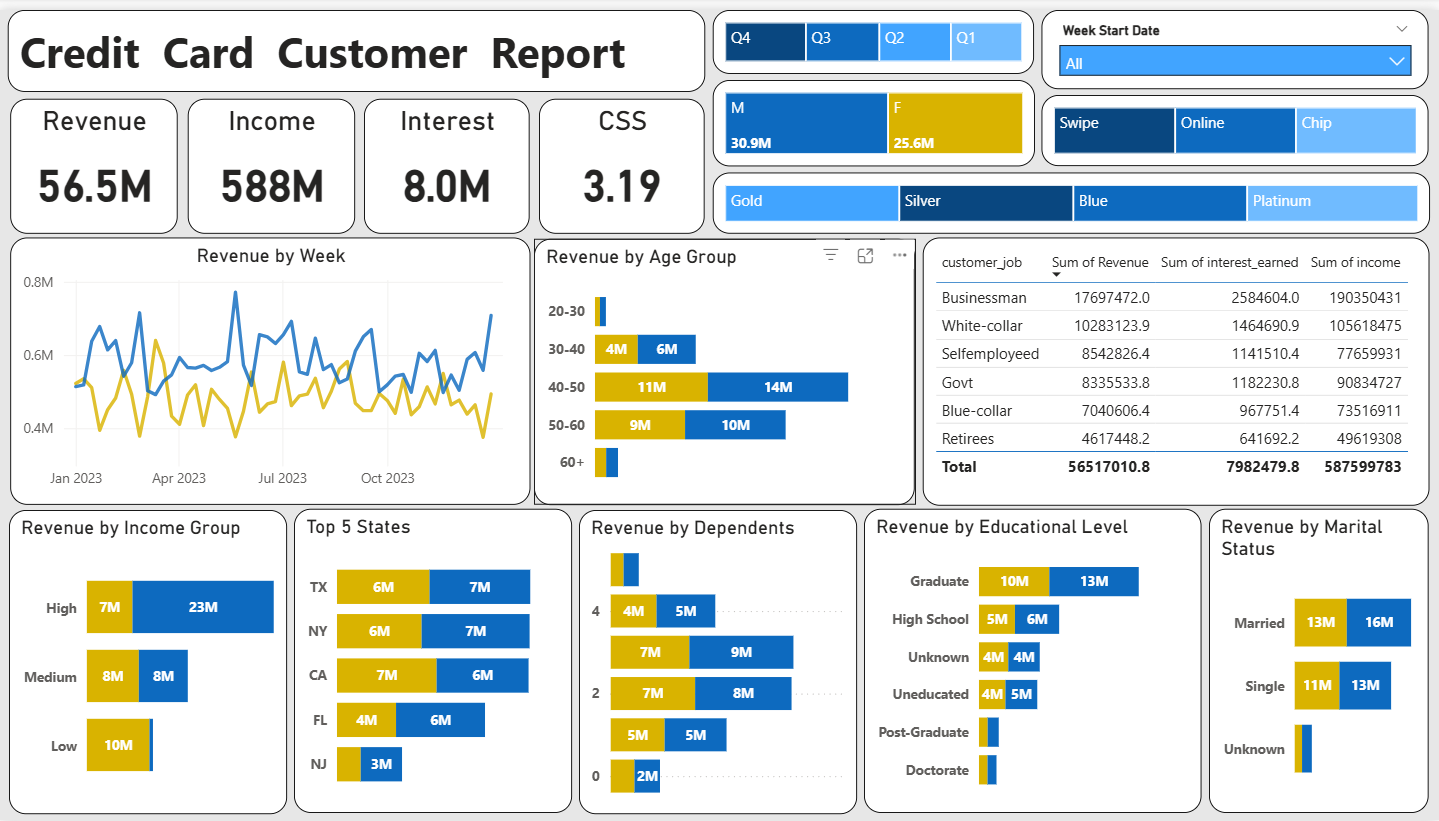 Credit Card Customer Report
Q4 Q3 Q2 Q1
Week Start Date
All
Revenue
56.5M
Income
588M
Interest
8.0M
CSS
3.19
M
30.9M
F
25.6M
Swipe Online Chip
Gold Silver Blue Platinum
Revenue by Week
0.8M
0.6M
0.4M
Jan 2023 Apr 2023 Jul 2023 Oct 2023
Revenue by Age Group
20-30
30-40 4M 6M
40-50 11M 14M
50-60 9M 10M
60+
customer_job Sum of Revenue Sum of interest_earned Sum of income
Businessman 17697472.0 2584604.0 190350431
White-collar 10283123.9 1464690.9 105618475
Selfemployeed 8542826.4 1141510.4 77659931
Govt 8335533.8 1182230.8 90834727
Blue-collar 7040606.4 967751.4 73516911
Retirees 4617448.2 641692.2 49619308
Total 56517010.8 7982479.8 587599783
Revenue by Income Group
High 7M 23M
Medium 8M 8M
Low 10M
Top 5 States
TX 6M 7M
NY 6M 7M
CA 7M 6M
FL 4M 6M
NJ 3M
Revenue by Dependents
4 4M 5M
7M 9M
2 7M 8M
5M 5M
0 2M
Revenue by Educational Level
Graduate 10M 13M
High School 5M 6M
Unknown 4M 4M
Uneducated 4M 5M
Post-Graduate
Doctorate
Revenue by Marital
Status
Married 13M 16M
Single 11M 13M
Unknown